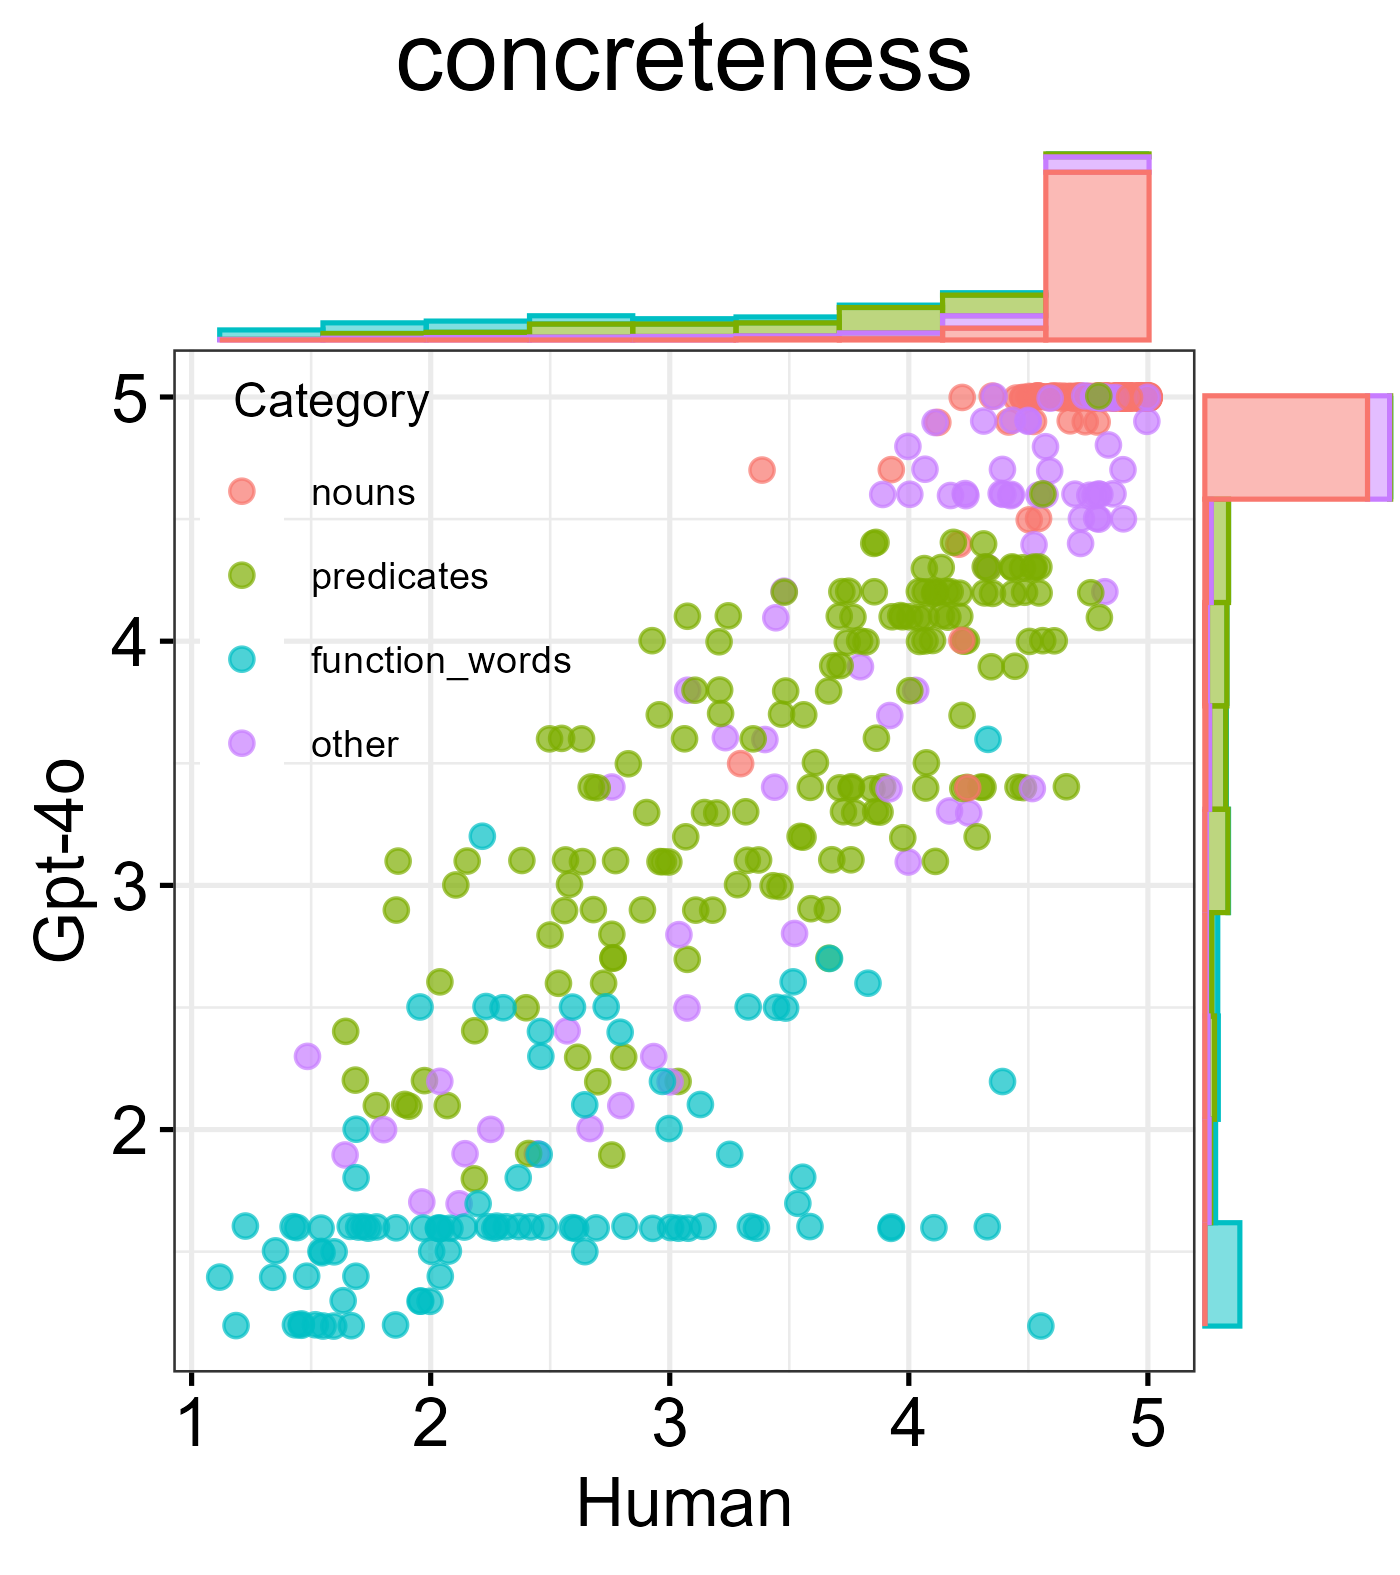 concreteness
Category
nouns
predicates
function_words
other
5
4
3
2
Gpt-4o
1 2 3 4 5
Human